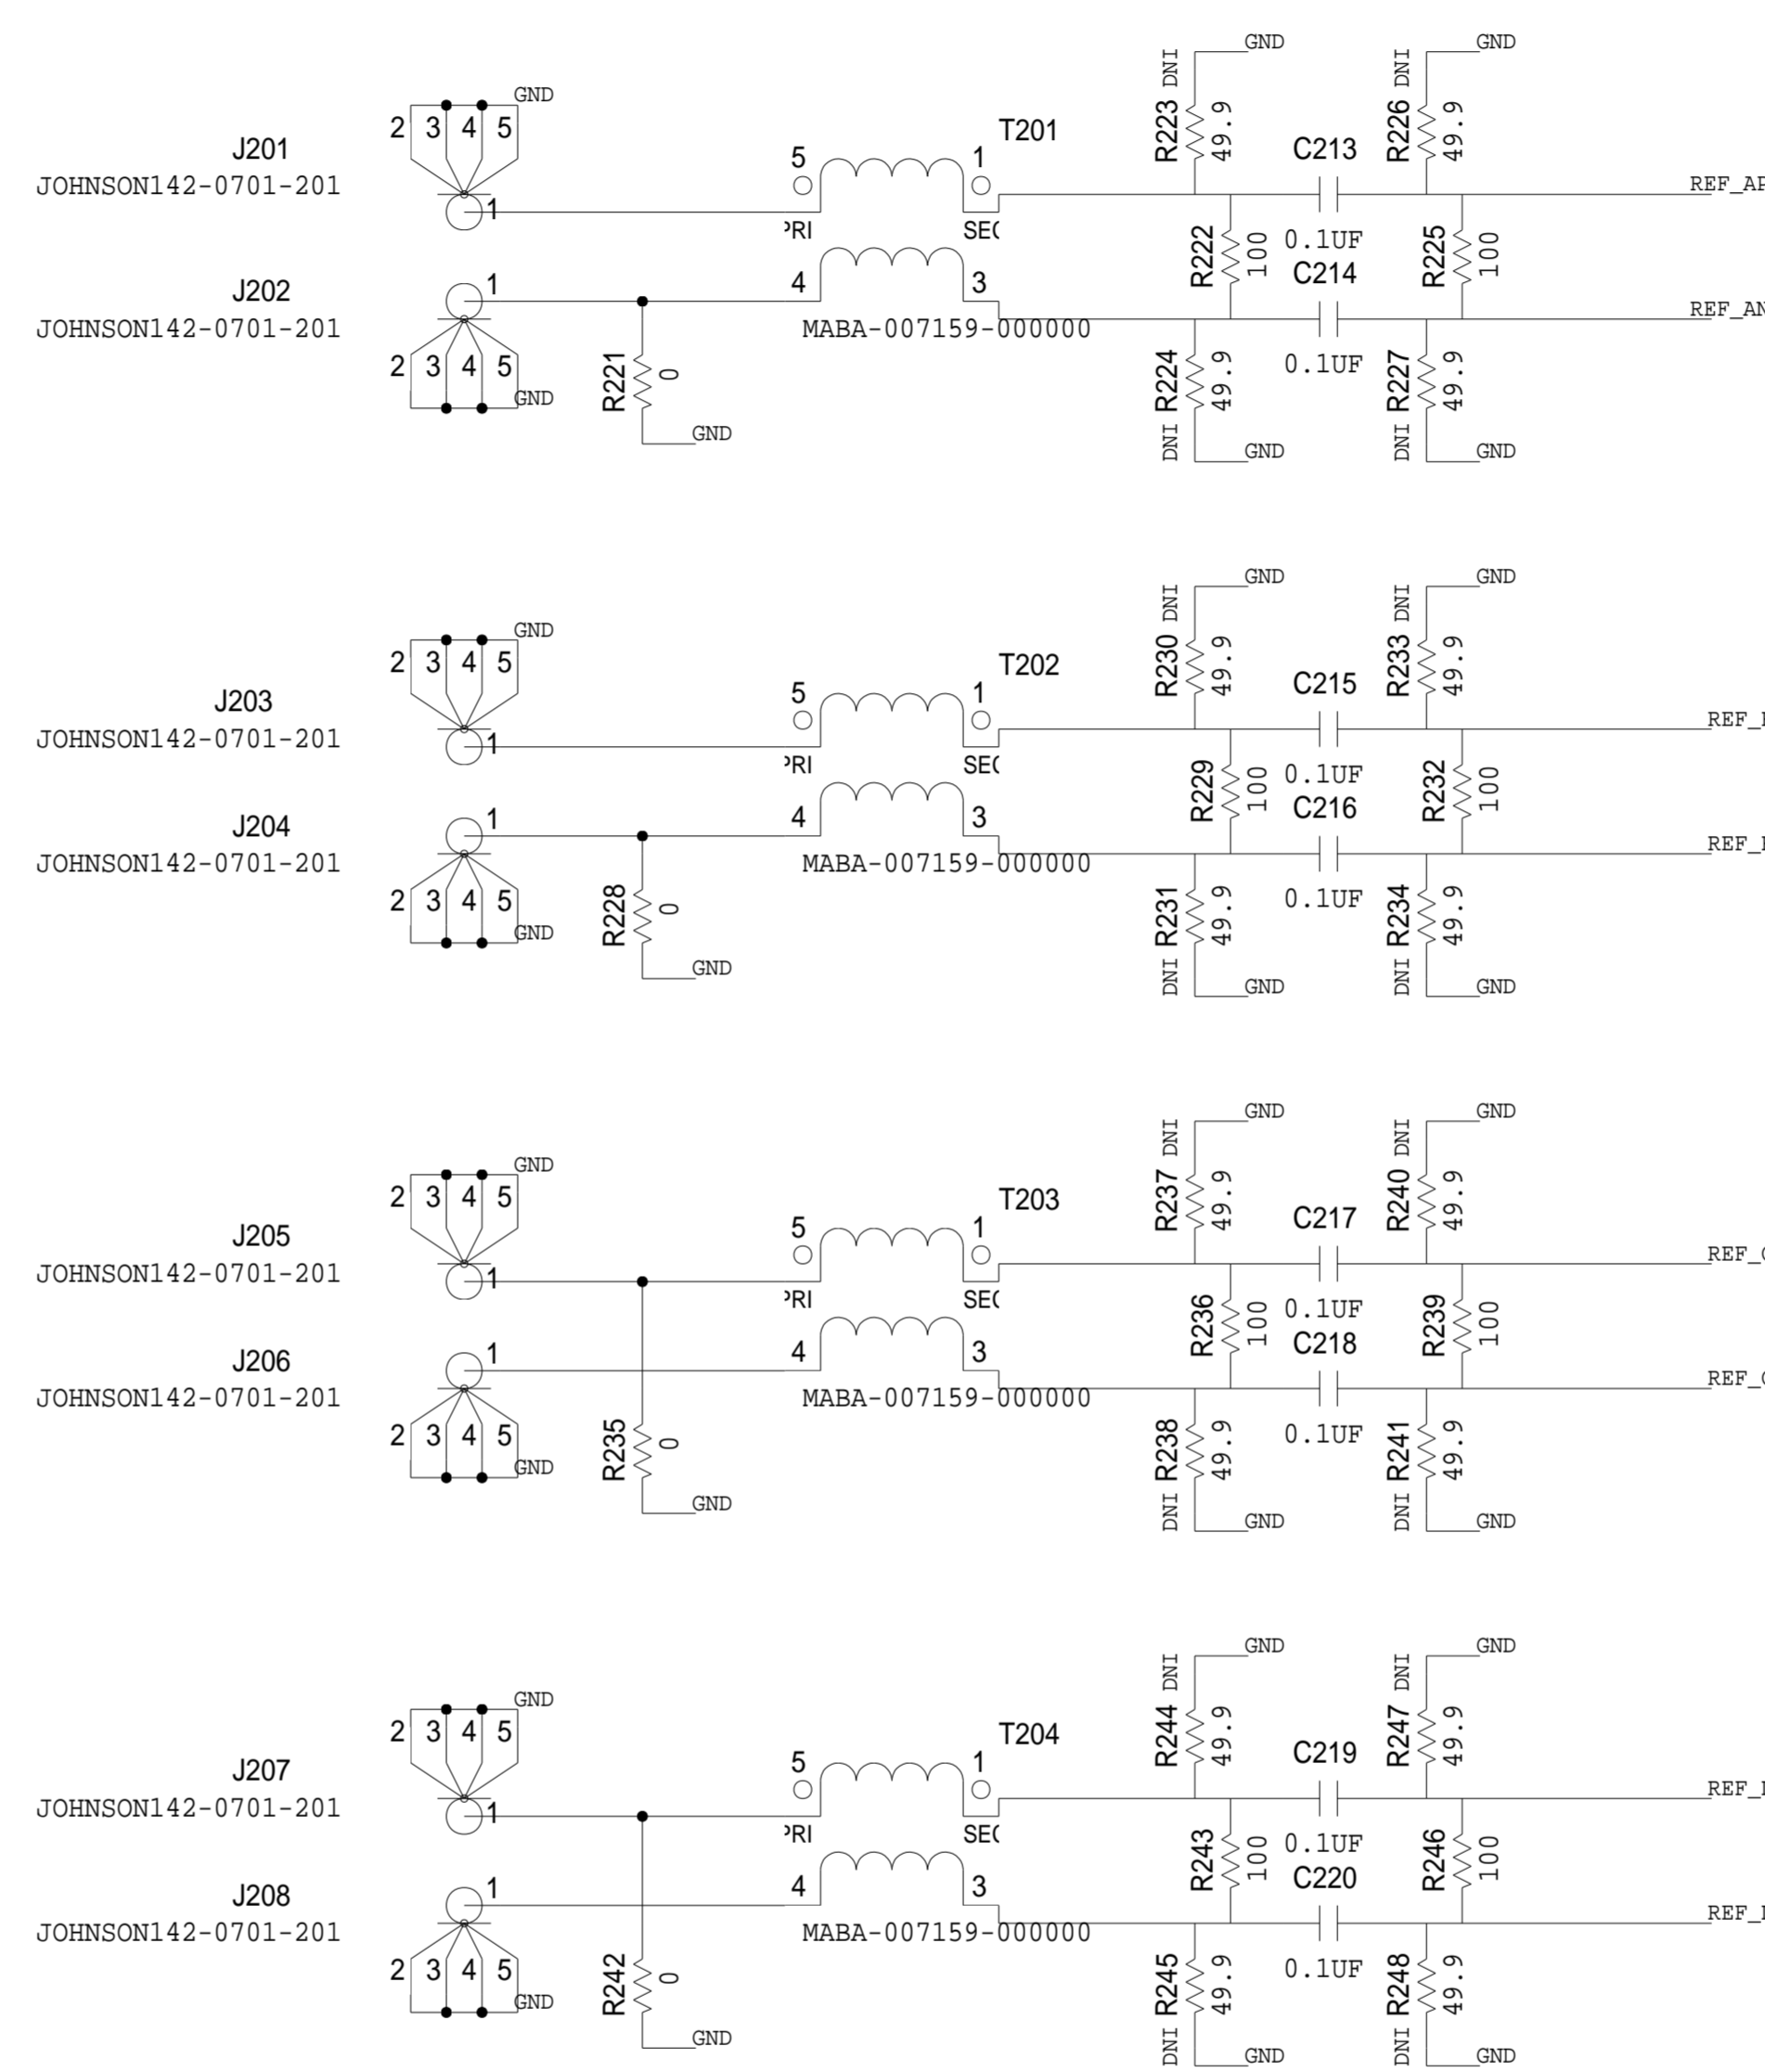 GND
GND
DNI
DNI
GND
T201
R223
49.9
R226
49.9
2 3 4 5
J201
C213
5
1
JOHNSON142-0701-201
REF_AP
1
PRI
SEC
R222
100
0.1UF
R225
100
C214
J202
1
4
3
JOHNSON142-0701-201
MABA-007159-000000
REF_AN
2 3 4 5
R221
0
R224
49.9
0.1UF
R227
49.9
GND
GND
DNI
GND
DNI
GND
GND
GND
DNI
DNI
GND
T202
R230
49.9
R233
49.9
2 3 4 5
C215
J203
5
1
JOHNSON142-0701-201
REF_
1
PRI
SEC
R229
100
0.1UF
R232
100
C216
J204
1
4
3
JOHNSON142-0701-201
MABA-007159-000000
REF_
2 3 4 5
R228
0
R231
49.9
0.1UF
R234
49.9
GND
GND
DNI
GND
DNI
GND
GND
GND
DNI
DNI
GND
T203
R237
49.9
R240
49.9
2 3 4 5
C217
J205
5
1
JOHNSON142-0701-201
REF_
1
PRI
SEC
R236
100
0.1UF
R239
100
C218
J206
1
4
3
JOHNSON142-0701-201
MABA-007159-000000
REF_
2 3 4 5
R235
0
R238
49.9
0.1UF
R241
49.9
GND
GND
DNI
GND
DNI
GND
GND
GND
DNI
DNI
GND
T204
R244
49.9
R247
49.9
2 3 4 5
C219
J207
5
1
JOHNSON142-0701-201
REF_
1
PRI
SEC
R243
100
0.1UF
R246
100
C220
J208
1
4
3
JOHNSON142-0701-201
MABA-007159-000000
REF_
2 3 4 5
R242
0
R245
49.9
0.1UF
R248
49.9
GND
GND
DNI
GND
DNI
GND